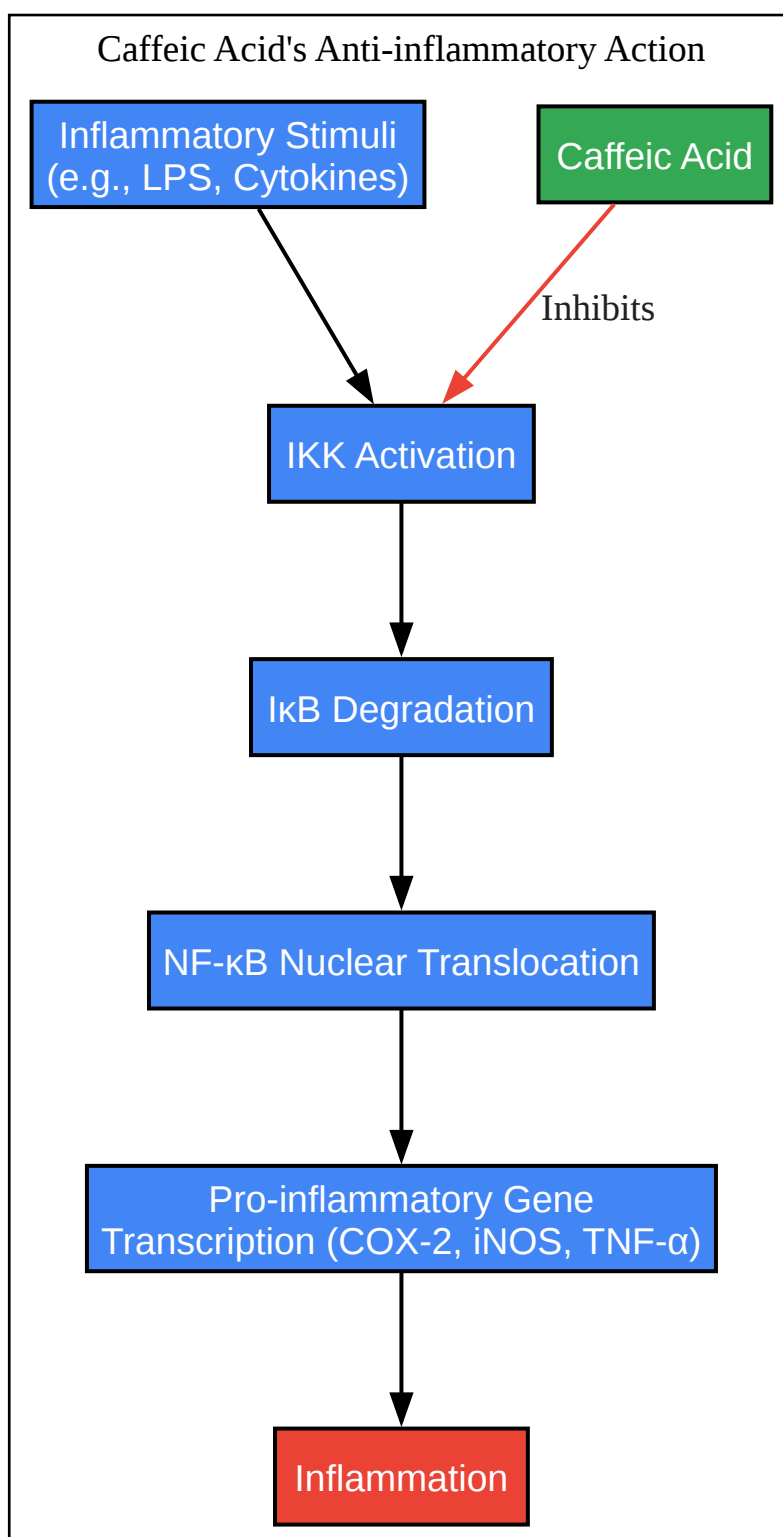 Caffeic Acid's Anti-inflammatory Action
Inflammatory Stimuli
(e.g., LPS, Cytokines)
Caffeic Acid
Inhibits
IKK Activation
IκB Degradation
NF-κB Nuclear Translocation
Pro-inflammatory Gene
Transcription (COX-2, iNOS, TNF-α)
Inflammation